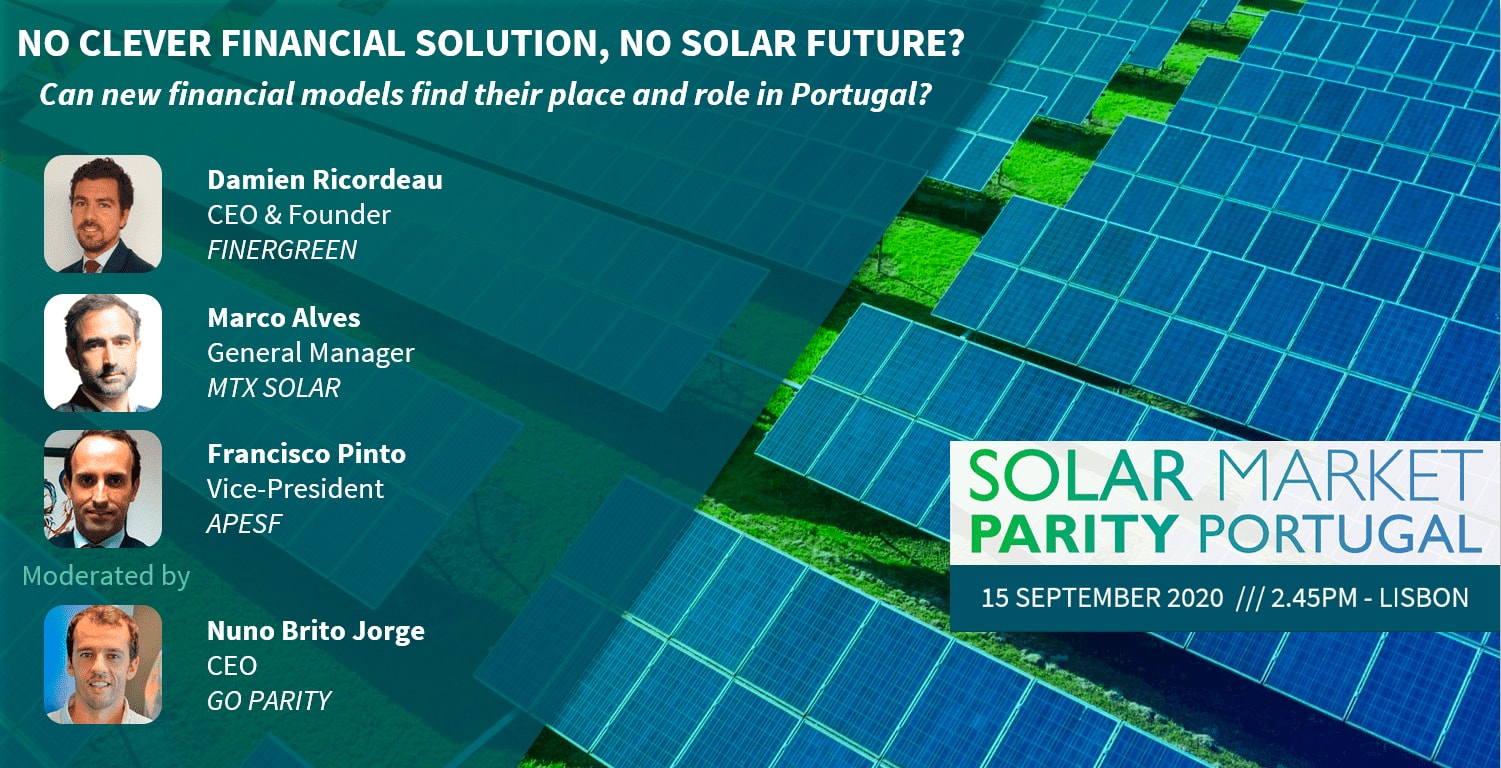 NO CLEVER FINANCIAL SOLUTION, NO SOLAR FUTURE?
Can new financial models find their place and role in Portugal?
Damien Ricordeau
CEO & Founder
FINERGREEN
Marco Alves
General Manager
MTX SOLAR
Francisco Pinto
Vice-President
APESF
Moderated by
Nuno Brito Jorge
CEO
GO PARITY
SOLAR MARKET
PARITY PORTUGAL
15 SEPTEMBER 2020 /// 2.45PM - LISBON